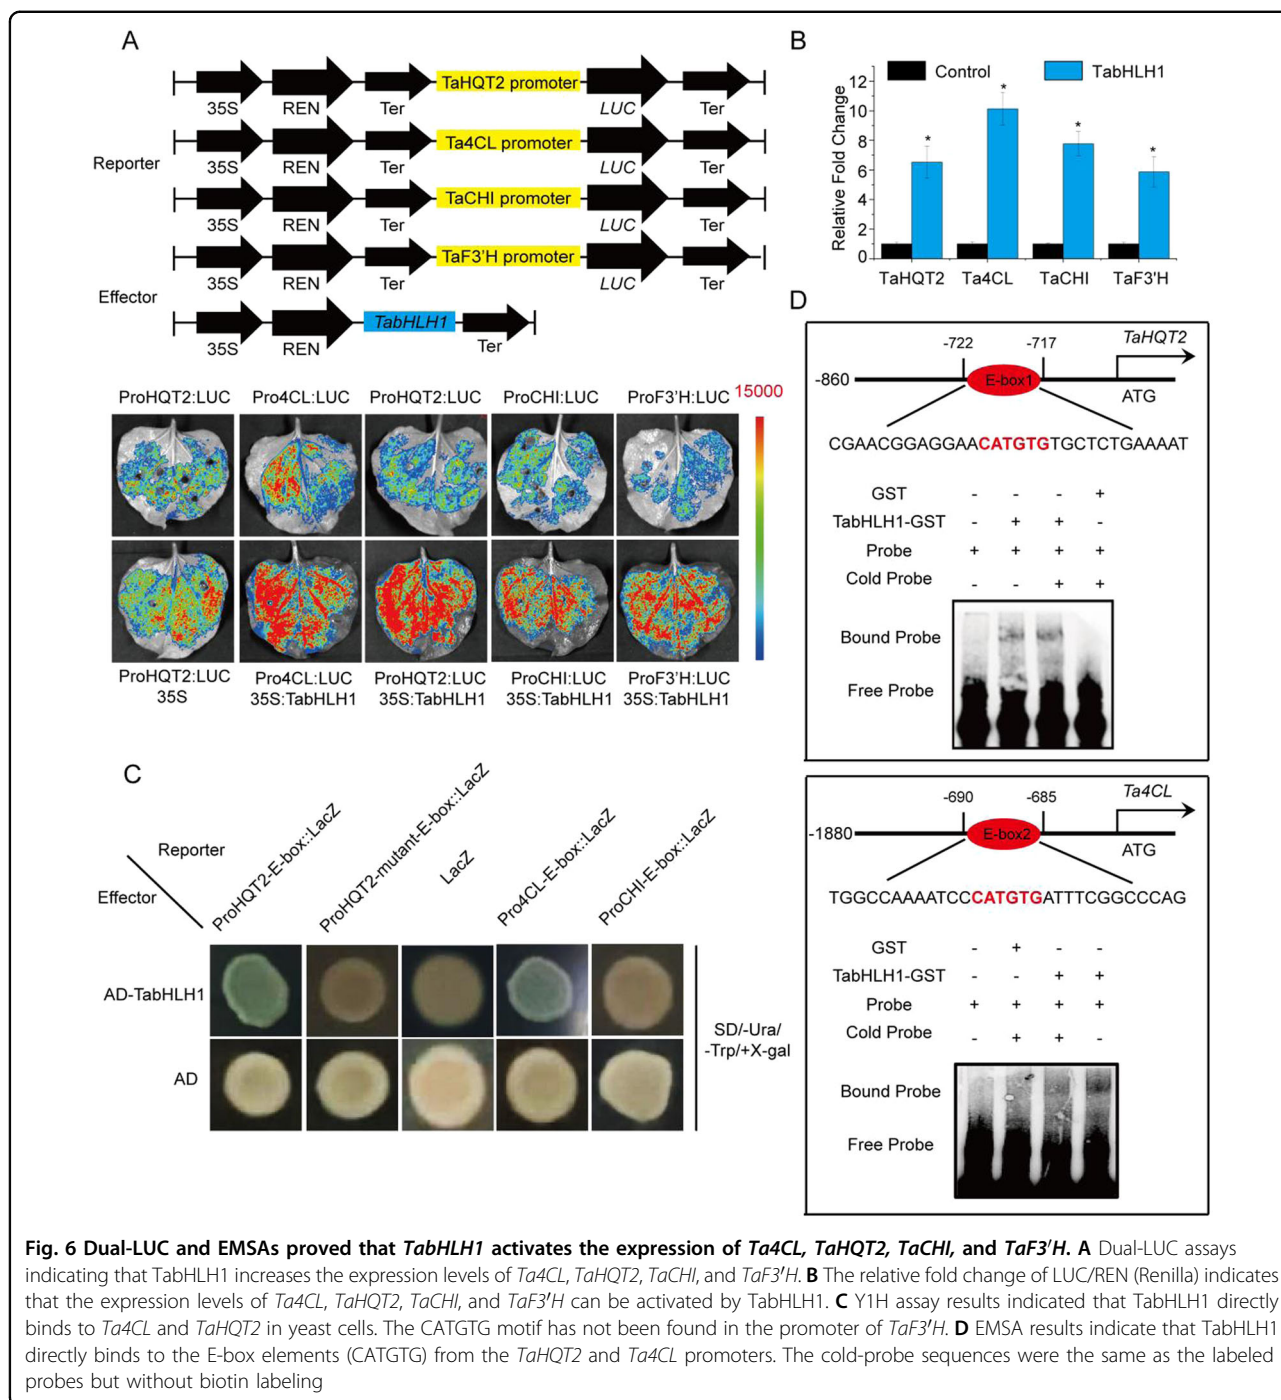 A
TaHQT2 promoter
35S REN Ter LUC Ter
Ta4CL promoter
Reporter
35S REN Ter LUC Ter
TaCHI promoter
35S REN Ter LUC Ter
TaF3'H promoter
35S REN Ter LUC Ter
Effector
TabHLH1
35S REN Ter
B
Control TabHLH1
Relative Fold Change
12
10
8
6
4
2
0
* * * *
TaHQT2 Ta4CL TaCHI TaF3'H
ProHQT2:LUC Pro4CL:LUC ProHQT2:LUC ProCHI:LUC ProF3'H:LUC 15000
ProHQT2:LUC Pro4CL:LUC ProHQT2:LUC ProCHI:LUC ProF3'H:LUC
35S 35S:TabHLH1 35S:TabHLH1 35S:TabHLH1 35S:TabHLH1
C
Reporter
Effector
ProHQT2-E-box::LacZ
ProHQT2-mutant-E-box::LacZ
LacZ
Pro4CL-E-box::LacZ
ProCHI-E-box::LacZ
AD-TabHLH1
AD
SD/-Ura/
-Trp/+X-gal
D
-722 -717 TaHQT2
-860 E-box1 ATG
CGAACGGAGGAACATGTGTGCTCTGAAAAT
GST - - - +
TabHLH1-GST - + + -
Probe + + + +
Cold Probe - - + +
Bound Probe
Free Probe
-690 -685 Ta4CL
-1880 E-box2 ATG
TGGCCAAAATCCCATGTGATTTCGGCCCAG
GST - + - -
TabHLH1-GST - - + +
Probe + + + +
Cold Probe - + + -
Bound Probe
Free Probe
Fig. 6 Dual-LUC and EMSAs proved that TabHLH1 activates the expression of Ta4CL, TaHQT2, TaCHI, and TaF3'H. A Dual-LUC assays
indicating that TabHLH1 increases the expression levels of Ta4CL, TaHQT2, TaCHI, and TaF3'H. B The relative fold change of LUC/REN (Renilla) indicates
that the expression levels of Ta4CL, TaHQT2, TaCHI, and TaF3'H can be activated by TabHLH1. C Y1H assay results indicated that TabHLH1 directly
binds to Ta4CL and TaHQT2 in yeast cells. The CATGTG motif has not been found in the promoter of TaF3'H. D EMSA results indicate that TabHLH1
directly binds to the E-box elements (CATGTG) from the TaHQT2 and Ta4CL promoters. The cold-probe sequences were the same as the labeled
probes but without biotin labeling